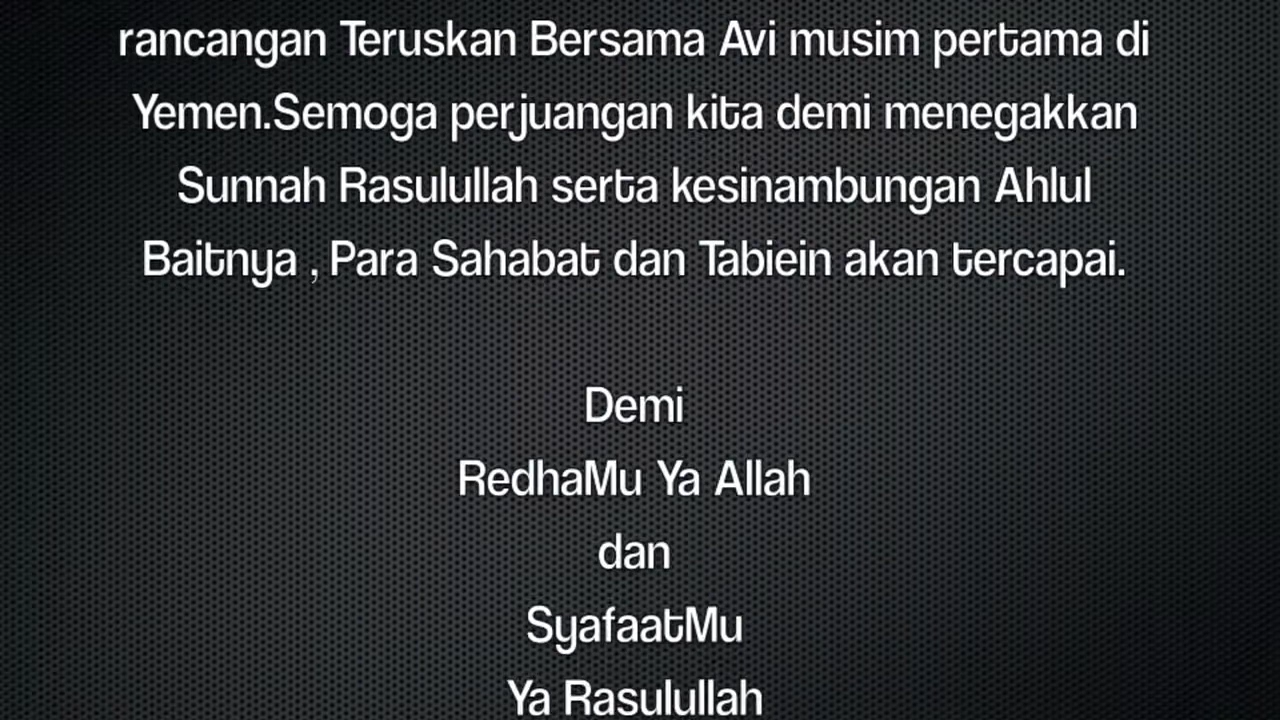 rancangan Teruskan Bersama Avi musim pertama di
Yemen.Semoga perjuangan kita demi menegakkan
Sunnah Rasulullah serta kesinambungan Ahlul
Baitnya , Para Sahabat dan Tabiein akan tercapai.
Demi
RedhaMu Ya Allah
dan
SyafaatMu
Ya Rasulullah